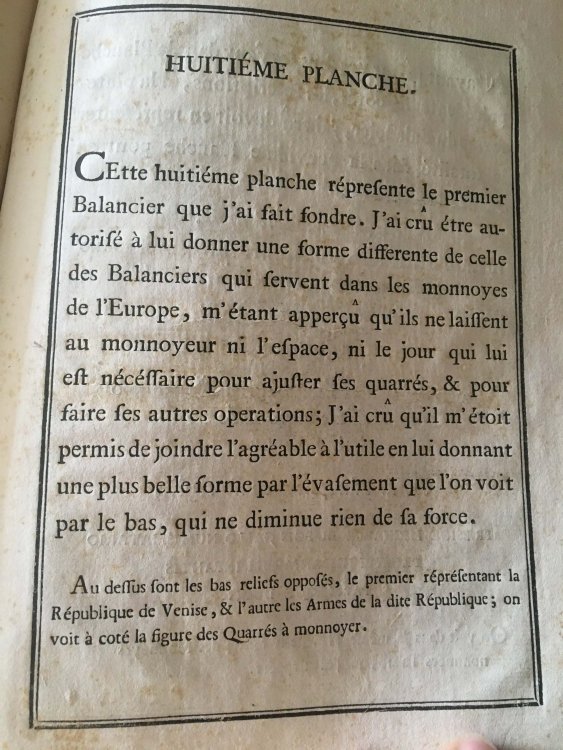 HUITIÉME PLANCHE.
CEtte huitiéme planche répreſente le premier
Balancier que j'ai fait fondre. J'ai crû étre au-
toriſé à lui donner une forme differente de celle
des Balanciers qui ſervent dans les monnoyes
de l'Europe, m'étant apperçû qu'ils ne laiſſent
au monnoyeur ni l'eſpace, ni le jour qui lui
eſt nécéſſaire pour ajuſter ſes quarrés, & pour
faire ſes autres operations; J'ai crû qu'il m'étoit
permis de joindre l'agréable à l'utile en lui donnant
une plus belle forme par l'évaſement que l'on voit
par le bas, qui ne diminue rien de ſa force.
Au deſſus ſont les bas reliefs oppoſés, le premier répréſentant la
République de Veniſe, & l'autre les Armes de la dite République; on
voit à coté la figure des Quarrés à monnoyer.